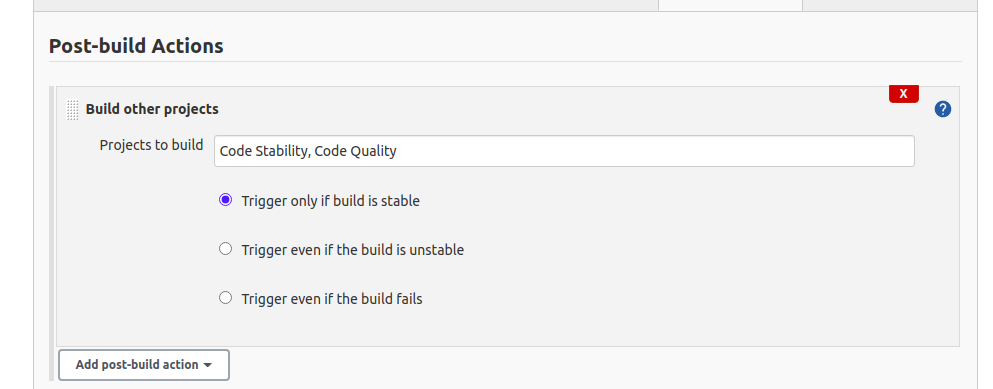 Post-build Actions
X
Build other projects
?
Projects to build
Code Stability, Code Quality
Trigger only if build is stable
Trigger even if the build is unstable
Trigger even if the build fails
Add post-build action